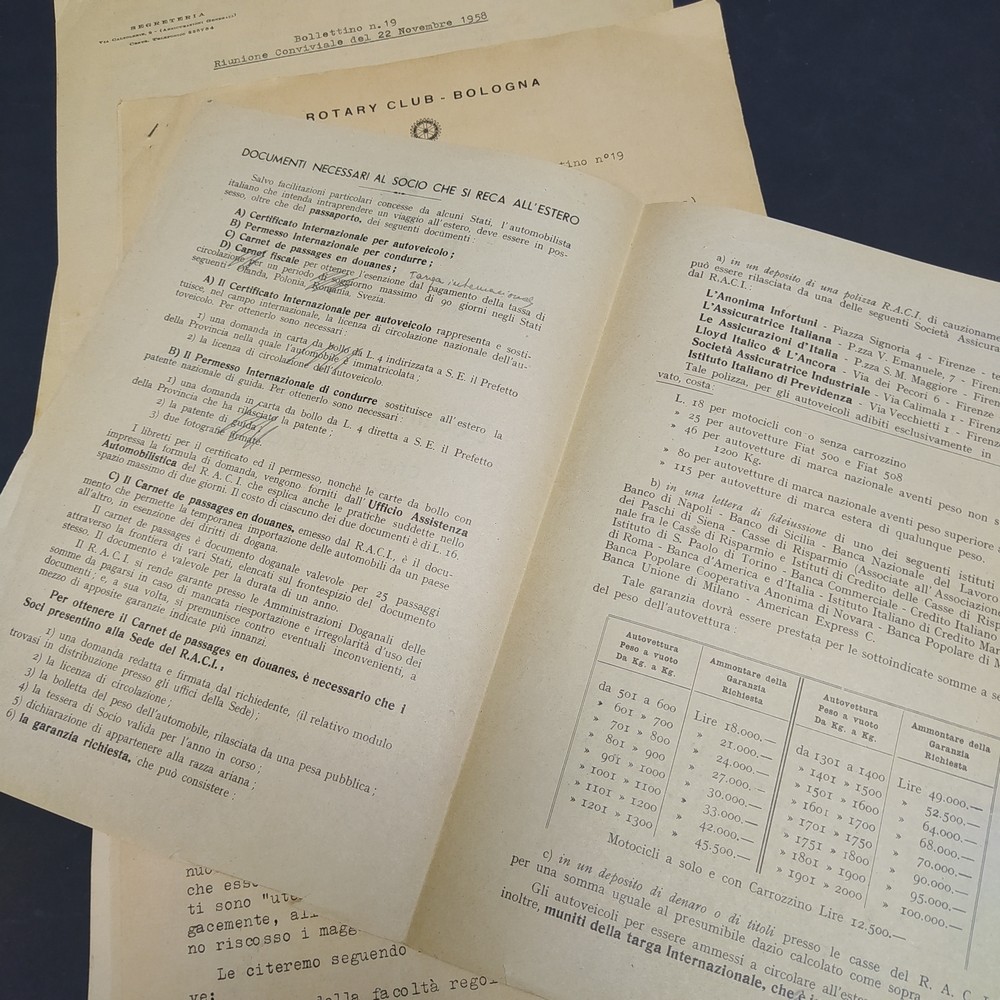 SEGRETERIA
Bollettino n.19
Riunione Conviviale del 22 Novembre 1958
ROTARY CLUB - BOLOGNA
tino n°19
DOCUMENTI NECESSARI AL SOCIO CHE SI RECA ALL'ESTERO
Salvo facilitazioni particolari concesse da alcuni Stati, l'automobilista
italiano che intenda intraprendere un viaggio all'estero, deve essere in pos-
sesso, oltre che del passaporto, dei seguenti documenti:
A) Certificato Internazionale per autoveicolo;
B) Permesso Internazionale per condurre;
C) Carnet de passages en douanes;
D) Carnet fiscale per ottenere l'esenzione dal pagamento della tassa di
Targa internazionale
circolazione per un periodo di soggiorno massimo di 90 giorni negli Stati
seguenti: Olanda, Polonia, Romania, Svezia.
A) Il Certificato Internazionale per autoveicolo rappresenta e sosti-
tuisce, nel campo internazionale, la licenza di circolazione nazionale dell'au-
toveicolo. Per ottenerlo sono necessari:
1) una domanda in carta da bollo da L. 4 indirizzata a S. E. il Prefetto
della Provincia nella quale l'automobile è immatricolata;
2) la licenza di circolazione dell'autoveicolo.
B) Il Permesso Internazionale di condurre sostituisce all'estero la
patente nazionale di guida. Per ottenerlo sono necessari:
1) una domanda in carta da bollo da L. 4 diretta a S. E. il Prefetto
della Provincia che ha rilasciato la patente;
2) la patente di guida;
3) due fotografie firmate.
I libretti per il certificato ed il permesso, nonché le carte da bollo con
impressa la formula di domanda, vengono forniti dall'Ufficio Assistenza
Automobilistica del R. A. C. I. che esplica anche le pratiche suddette nello
spazio massimo di due giorni. Il costo di ciascuno dei due documenti è di L. 16.
C) Il Carnet de passages en douanes, emesso dal R. A. C. I., è il docu-
mento che permette la temporanea importazione delle automobili da un paese
all'altro, in esenzione dei diritti di dogana.
Il carnet de passages è documento doganale valevole per 25 passaggi
attraverso la frontiera di vari Stati, elencati sul frontespizio del documento
stesso. Il documento è valevole per la durata di un anno.
Il R. A. C. I. si rende garante presso le Amministrazioni Doganali delle
somme da pagarsi in caso di mancata resportazione e irregolarità d'uso dei
documenti; e, a sua volta, si premunisce contro eventuali inconvenienti, a
mezzo di apposite garanzie indicate più innanzi.
Per ottenere il Carnet de passages en douanes, è necessario che i
Soci presentino alla Sede del R.A.C.I.,
1) una domanda redatta e firmata dal richiedente, (il relativo modulo
trovasi in distribuzione presso gli uffici della Sede);
2) la licenza di circolazione;
3) la bolletta del peso dell'automobile, rilasciata da una pesa pubblica;
4) la tessera di Socio valida per l'anno in corso;
5) dichiarazione di appartenere alla razza ariana;
6) la garanzia richiesta, che può consistere:
a) in un deposito di una polizza R.A.C.I. di cauzionamen
può essere rilasciata da una delle seguenti Società Assicura
dal R.A.C.I.:
L'Anonima Infortuni - Piazza Signoria 4 - Firenze - te
L'Assicuratrice Italiana - P.zza V. Emanuele, 7 - Firen
Le Assicurazioni d'Italia - P.zza S. M. Maggiore - Firenz
Lloyd Italico & L'Ancora - Via dei Pecori 6 - Firenze
Società Assicuratrice Industriale - Via Calimala 1 - Firenz
Istituto Italiano di Previdenza - Via Vecchietti 1 - Firenz
Tale polizza, per gli autoveicoli adibiti esclusivamente in
vato, costa:
L. 18 per motocicli con o senza carrozzino
» 25 per autovetture Fiat 500 e Fiat 508
» 46 per autovetture di marca nazionale aventi peso non su
1200 Kg.
» 80 per autovetture di marca nazionale aventi peso superiore a
» 115 per autovetture di marca estera di qualunque peso.
b) in una lettera di fideiussione di uno dei seguenti istituti
Banco di Napoli - Banco di Sicilia - Banca Nazionale del Lavoro
dei Paschi di Siena - Casse di Risparmio (Associate all'Associazione
nale fra le Casse di Risparmio e Istituti di Credito delle Casse di Risp
Istituto di S. Paolo di Torino - Banca Commerciale - Credito Italiano
di Roma - Banca d'America e d'Italia - Istituto Italiano di Credito Mar
Banca Popolare Cooperativa Anonima di Novara - Banca Popolare di M
Banca Unione di Milano - American Express C.
Tale garanzia dovrà essere prestata per le sottoindicate somme a se
del peso dell'autovettura:
Autovettura Peso a vuoto Da Kg. a Kg. | Ammontare della Garanzia Richiesta | Autovettura Peso a vuoto Da Kg. a Kg. | Ammontare della Garanzia Richiesta
da 501 a 600 Lire 18.000.— da 1301 a 1400 Lire 49.000.—
» 601 » 700 » 21.000.— » 1401 » 1500 » 52.500.—
» 701 » 800 » 24.000.— » 1501 » 1600 » 64.000.—
» 801 » 900 » 27.000.— » 1601 » 1700 » 68.000.—
» 901 » 1000 » 30.000.— » 1701 » 1750 » 70.000.—
» 1001 » 1100 » 33.000.— » 1751 » 1800 » 90.000.—
» 1101 » 1200 » 42.000.— » 1801 » 1900 » 95.000.—
» 1201 » 1300 » 45.500.— » 1901 » 2000 » 100.000.—
Motocicli a solo e con Carrozzino Lire 12.500.—
c) in un deposito di denaro o di titoli presso le casse del R. A. C.
per una somma uguale al presumibile dazio calcolato come sopra
Gli autoveicoli per essere ammessi a circolare all'este
inoltre, muniti della targa Internazionale, che è
nuo
che ess
ti sono "ut
gacemente, al
no riscosso i magg
Le citeremo seguendo
ve:
dalla facoltà regol